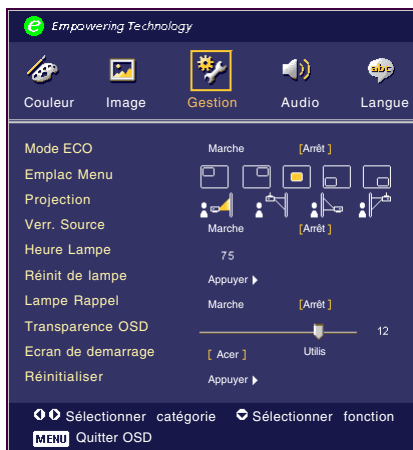 e Empowering Technology
Couleur Image Gestion Audio abc Langue
Mode ECO Marche [Arrêt ]
Emplac Menu
Projection
Verr. Source Marche [Arrêt ]
Heure Lampe 75
Réinit de lampe Appuyer
Lampe Rappel Marche [Arrêt ]
Transparence OSD 12
Ecran de demarrage [ Acer ] Utilis
Réinitialiser Appuyer
Sélectionner catégorie Sélectionner fonction
MENU Quitter OSD